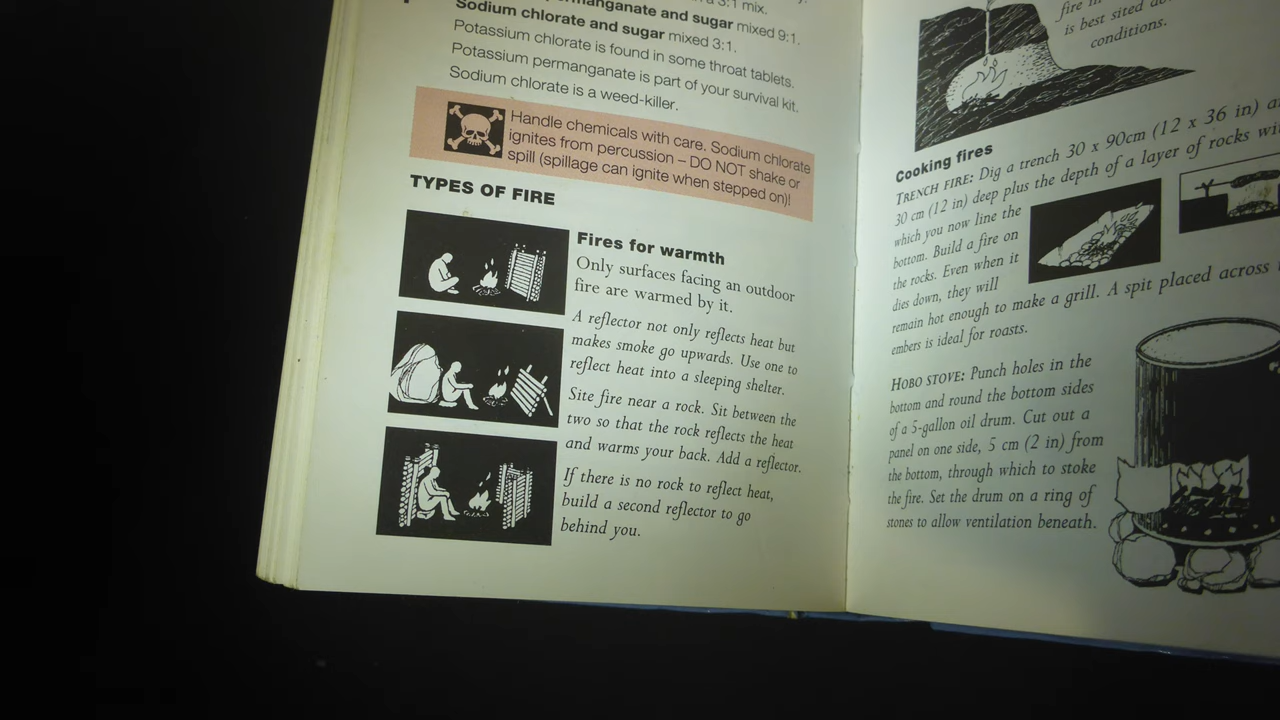 a 3:1 mix.
permanganate and sugar mixed 9:1.
Sodium chlorate and sugar mixed 3:1.
Potassium chlorate is found in some throat tablets.
Potassium permanganate is part of your survival kit.
Sodium chlorate is a weed-killer.
Handle chemicals with care. Sodium chlorate
ignites from percussion – DO NOT shake or
spill (spillage can ignite when stepped on)!
TYPES OF FIRE
Fires for warmth
Only surfaces facing an outdoor
fire are warmed by it.
A reflector not only reflects heat but
makes smoke go upwards. Use one to
reflect heat into a sleeping shelter.
Site fire near a rock. Sit between the
two so that the rock reflects the heat
and warms your back. Add a reflector.
If there is no rock to reflect heat,
build a second reflector to go
behind you.
fire in
is best sited do
conditions.
Cooking fires
TRENCH FIRE: Dig a trench 30 x 90cm (12 x 36 in) a
30 cm (12 in) deep plus the depth of a layer of rocks wi
which you now line the
bottom. Build a fire on
the rocks. Even when it
dies down, they will
remain hot enough to make a grill. A spit placed across
embers is ideal for roasts.
HOBO STOVE: Punch holes in the
bottom and round the bottom sides
of a 5-gallon oil drum. Cut out a
panel on one side, 5 cm (2 in) from
the bottom, through which to stoke
the fire. Set the drum on a ring of
stones to allow ventilation beneath.